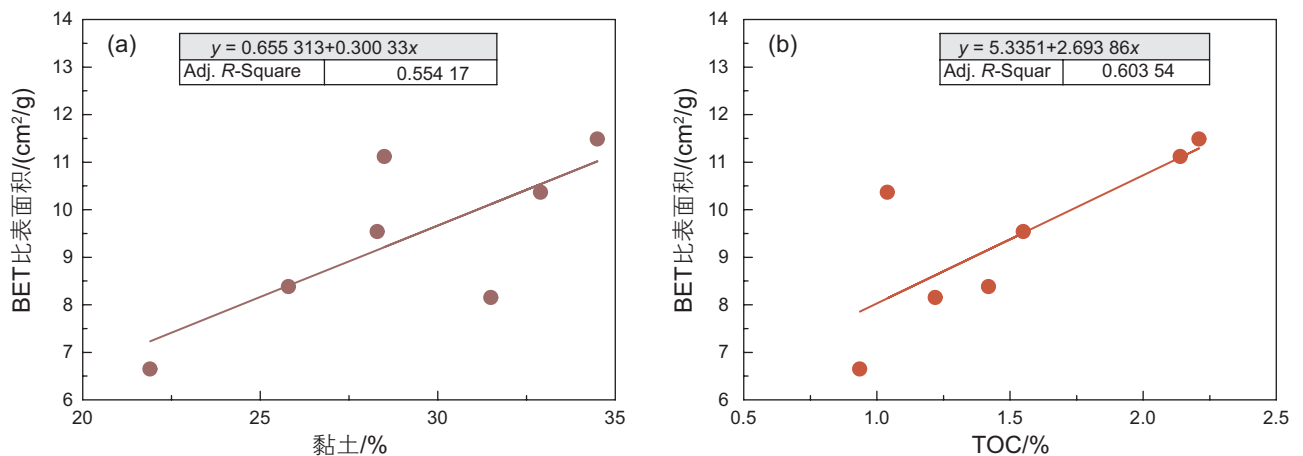 (a)
y = 0.655 313+0.300 33x
Adj. R-Square 0.554 17
14
13
12
11
10
9
8
7
6
BET比表面积/(cm²/g)
20 25 30 35
黏土/%
(b)
y = 5.3351+2.693 86x
Adj. R-Squar 0.603 54
14
13
12
11
10
9
8
7
6
BET比表面积/(cm²/g)
0.5 1.0 1.5 2.0 2.5
TOC/%